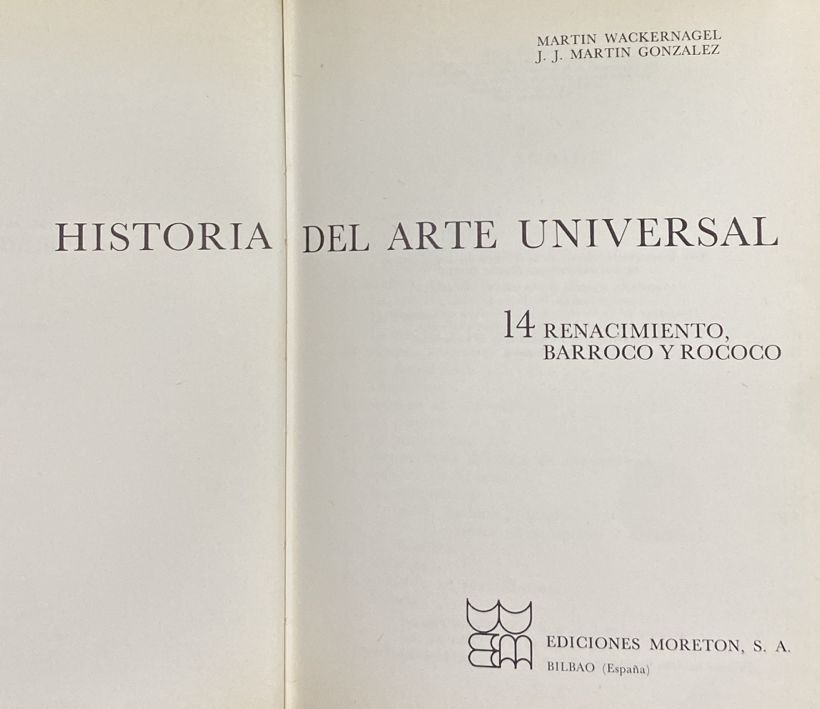 MARTIN WACKERNAGEL
J. J. MARTIN GONZALEZ
HISTORIA DEL ARTE UNIVERSAL
14 RENACIMIENTO,
BARROCO Y ROCOCO
EDICIONES MORETON, S. A.
BILBAO (España)